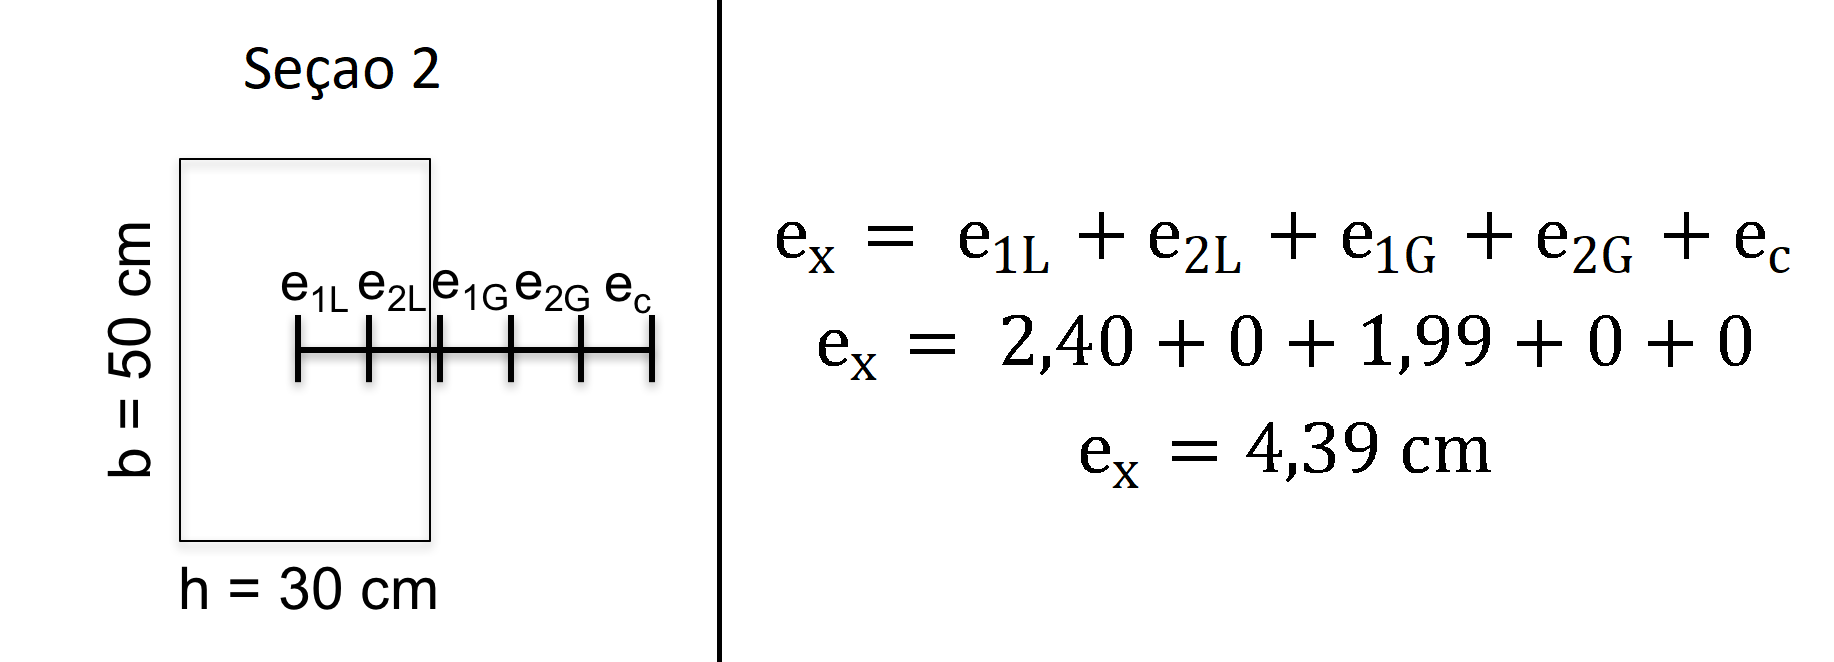 Seçao 2
b = 50 cm
e1L e2L e1G e2G ec
h = 30 cm
ex = e1L + e2L + e1G + e2G + ec
ex = 2,40 + 0 + 1,99 + 0 + 0
ex = 4,39 cm